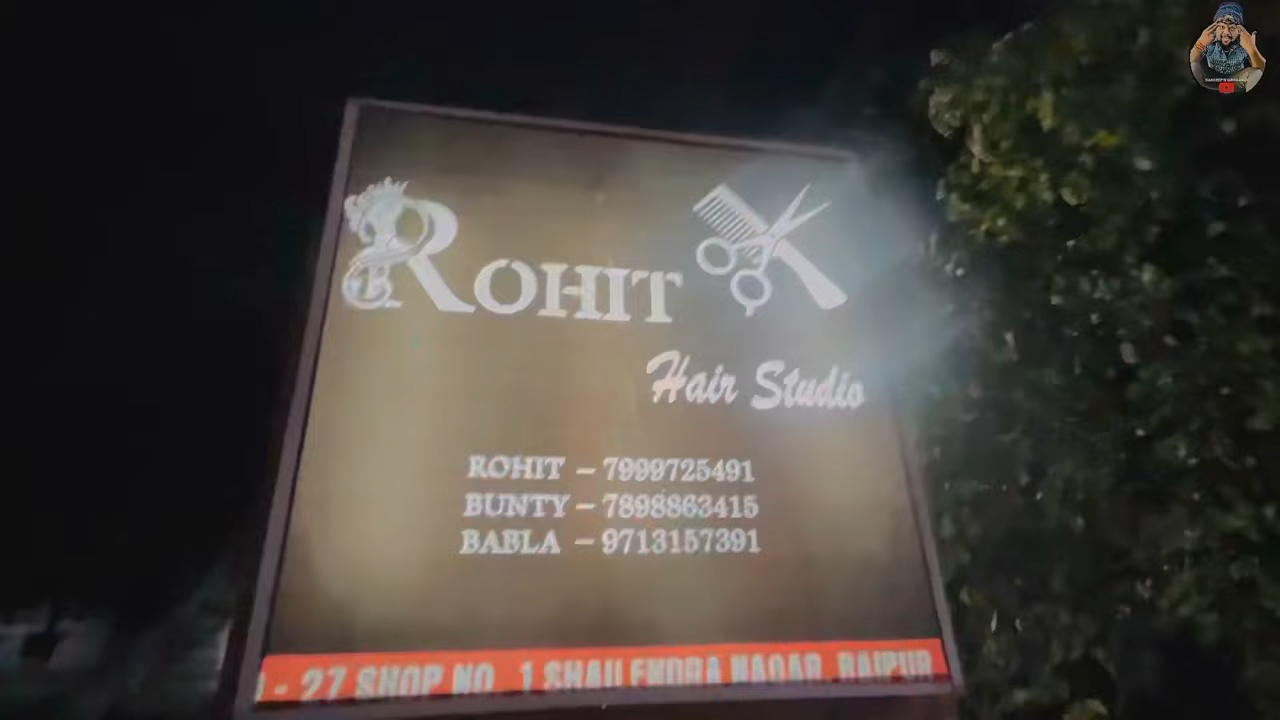 ROHIT
Hair Studio
ROHIT – 7999725491
BUNTY – 7898863415
BABLA – 9713157391
- 27 SHOP NO. 1 SHAILENDRA NAGAR, RAIPUR